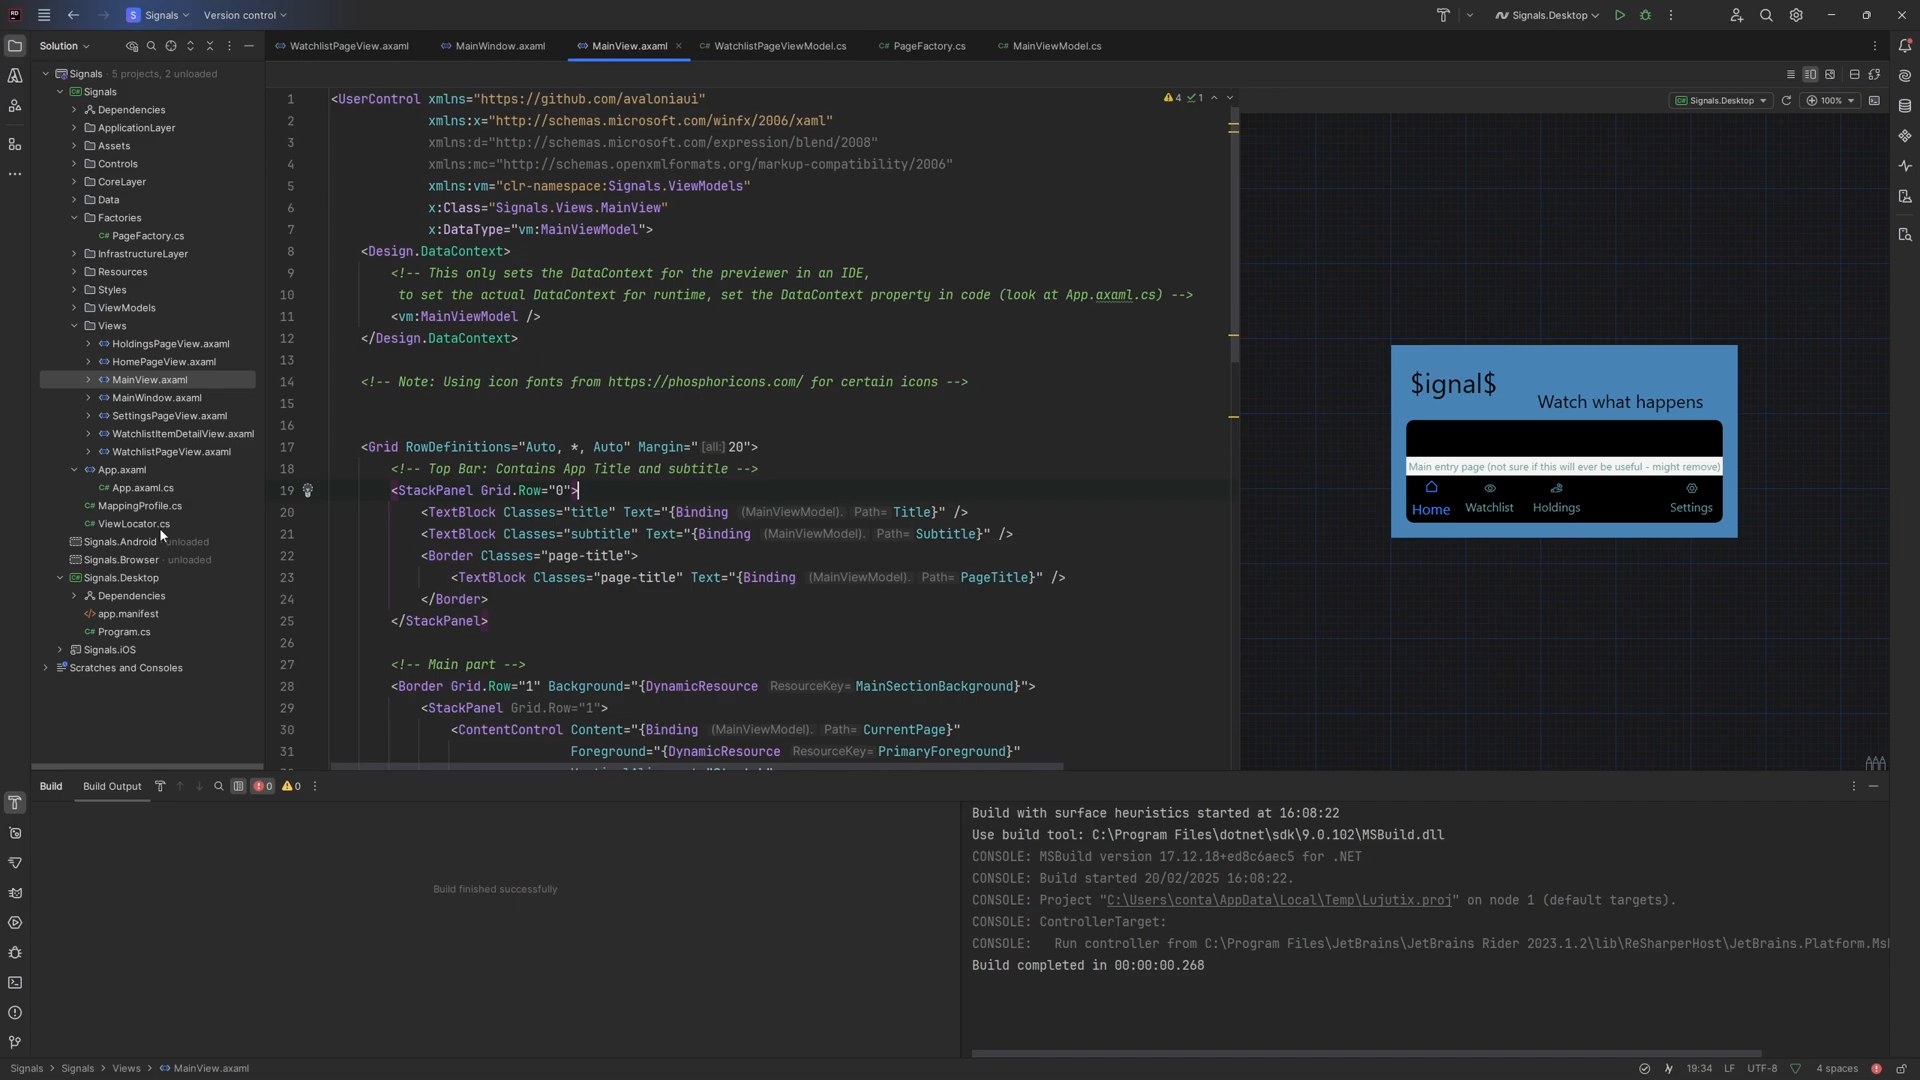 Signals
Version control
Signals.Desktop
Solution
WatchlistPageView.axaml
MainWindow.axaml
MainView.axaml
C# WatchlistPageViewModel.cs
C# PageFactory.cs
C# MainViewModel.cs
Signals · 5 projects, 2 unloaded
Signals
Dependencies
ApplicationLayer
Assets
Controls
CoreLayer
Data
Factories
C# PageFactory.cs
InfrastructureLayer
Resources
Styles
ViewModels
Views
HoldingsPageView.axaml
HomePageView.axaml
MainView.axaml
MainWindow.axaml
SettingsPageView.axaml
WatchlistItemDetailView.axaml
WatchlistPageView.axaml
App.axaml
C# App.axaml.cs
C# MappingProfile.cs
C# ViewLocator.cs
Signals.Android · unloaded
Signals.Browser · unloaded
Signals.Desktop
Dependencies
app.manifest
C# Program.cs
Signals.iOS
Scratches and Consoles
4 1
1 <UserControl xmlns="https://github.com/avaloniaui"
2 xmlns:x="http://schemas.microsoft.com/winfx/2006/xaml"
3 xmlns:d="http://schemas.microsoft.com/expression/blend/2008"
4 xmlns:mc="http://schemas.openxmlformats.org/markup-compatibility/2006"
5 xmlns:vm="clr-namespace:Signals.ViewModels"
6 x:Class="Signals.Views.MainView"
7 x:DataType="vm:MainViewModel">
8 <Design.DataContext>
9 <!-- This only sets the DataContext for the previewer in an IDE,
10 to set the actual DataContext for runtime, set the DataContext property in code (look at App.axaml.cs) -->
11 <vm:MainViewModel />
12 </Design.DataContext>
13
14 <!-- Note: Using icon fonts from https://phosphoricons.com/ for certain icons -->
15
16
17 <Grid RowDefinitions="Auto, *, Auto" Margin="[all:]20">
18 <!-- Top Bar: Contains App Title and subtitle -->
19 <StackPanel Grid.Row="0">
20 <TextBlock Classes="title" Text="{Binding (MainViewModel). Path= Title}" />
21 <TextBlock Classes="subtitle" Text="{Binding (MainViewModel). Path= Subtitle}" />
22 <Border Classes="page-title">
23 <TextBlock Classes="page-title" Text="{Binding (MainViewModel). Path= PageTitle}" />
24 </Border>
25 </StackPanel>
26
27 <!-- Main part -->
28 <Border Grid.Row="1" Background="{DynamicResource ResourceKey= MainSectionBackground}">
29 <StackPanel Grid.Row="1">
30 <ContentControl Content="{Binding (MainViewModel). Path= CurrentPage}"
31 Foreground="{DynamicResource ResourceKey= PrimaryForeground}"
C# Signals.Desktop
100%
$ignal$
Watch what happens
Main entry page (not sure if this will ever be useful - might remove)
Home
Watchlist
Holdings
Settings
Build
Build Output
0
0
Build finished successfully
Build with surface heuristics started at 16:08:22
Use build tool: C:\Program Files\dotnet\sdk\9.0.102\MSBuild.dll
CONSOLE: MSBuild version 17.12.18+ed8c6aec5 for .NET
CONSOLE: Build started 20/02/2025 16:08:22.
CONSOLE: Project "C:\Users\conta\AppData\Local\Temp\Lujutix.proj" on node 1 (default targets).
CONSOLE: ControllerTarget:
CONSOLE: Run controller from C:\Program Files\JetBrains\JetBrains Rider 2023.1.2\lib\ReSharperHost\JetBrains.Platform.Ms
Build completed in 00:00:00.268
Signals > Signals > Views > MainView.axaml
19:34
LF
UTF-8
4 spaces